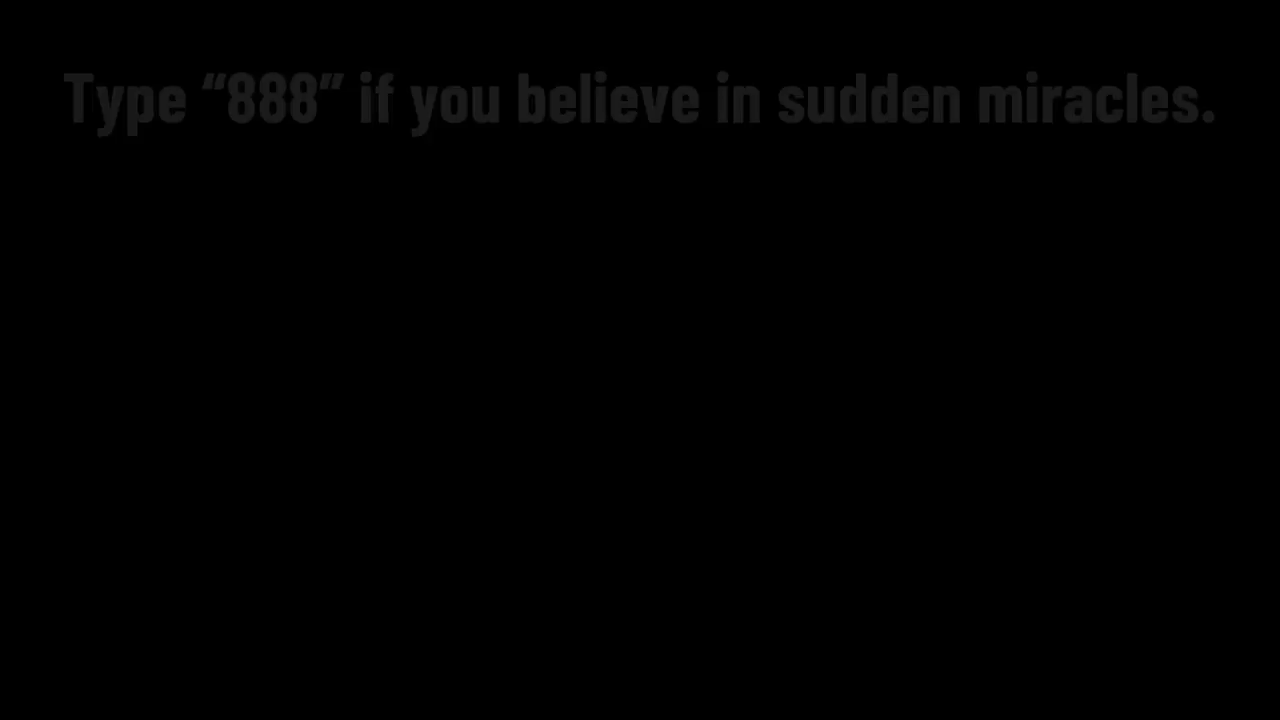 Type “888” if you believe in sudden miracles.